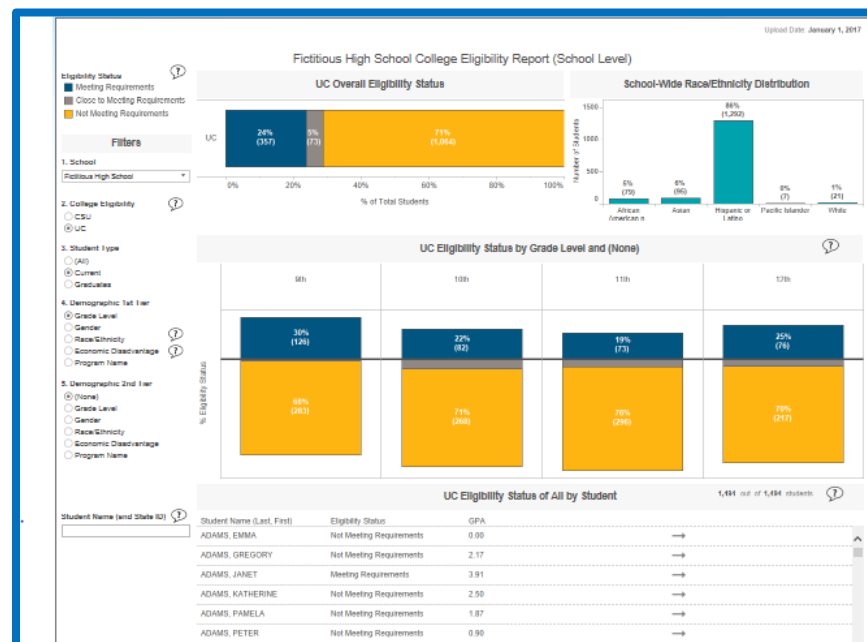 Upload Date: January 1, 2017
Fictitious High School College Eligibility Report (School Level)
Eligibility Status
Meeting Requirements
Close to Meeting Requirements
Not Meeting Requirements
Filters
1. School
Fictitious High School
2. College Eligibility
CSU
UC
3. Student Type
(All)
Current
Graduates
4. Demographic 1st Tier
Grade Level
Gender
Race/Ethnicity
Economic Disadvantage
Program Name
5. Demographic 2nd Tier
(None)
Grade Level
Gender
Race/Ethnicity
Economic Disadvantage
Program Name
Student Name (and State ID)
UC Overall Eligibility Status
UC
24%
(357)
5%
(73)
71%
(1,064)
0% 20% 40% 60% 80% 100%
% of Total Students
School-Wide Race/Ethnicity Distribution
Number of Students
1500
1000
500
0
5%
(79)
6%
(95)
86%
(1,292)
0%
(7)
1%
(21)
African
American
Asian
Hispanic or
Latino
Pacific Islander
White
UC Eligibility Status by Grade Level and (None)
9th 10th 11th 12th
% Eligibility Status
30%
(126)
22%
(82)
19%
(73)
25%
(76)
68%
(283)
71%
(268)
76%
(296)
70%
(217)
UC Eligibility Status of All by Student
1,494 out of 1,494 students
Student Name (Last, First) Eligibility Status GPA
ADAMS, EMMA Not Meeting Requirements 0.00
ADAMS, GREGORY Not Meeting Requirements 2.17
ADAMS, JANET Meeting Requirements 3.91
ADAMS, KATHERINE Not Meeting Requirements 2.50
ADAMS, PAMELA Not Meeting Requirements 1.87
ADAMS, PETER Not Meeting Requirements 0.90